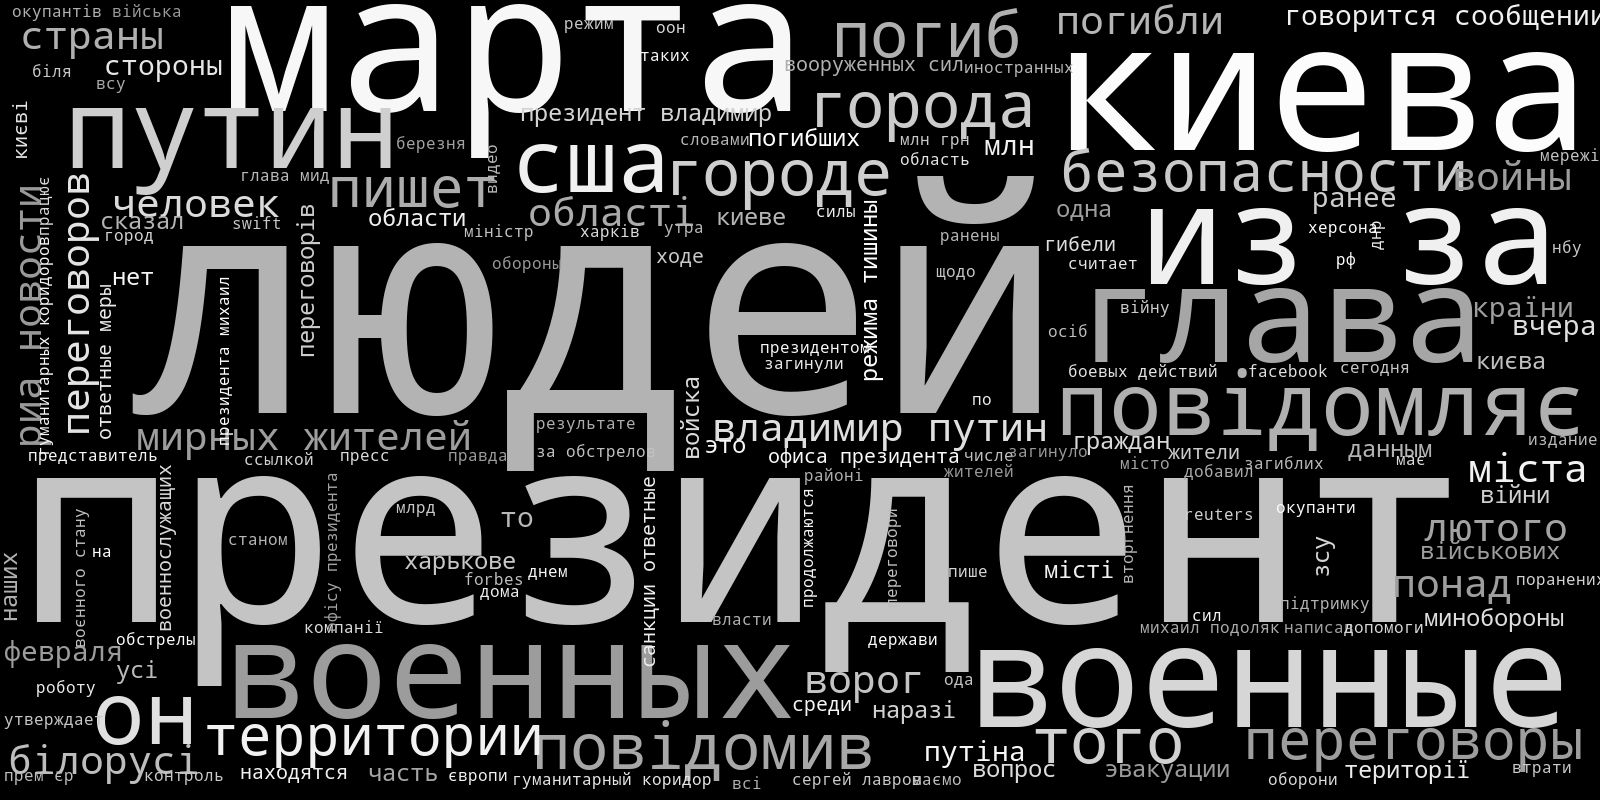 окупантів війська
марта
режим
оон
погиб
погибли
говорится сообщении
страны
таких
біля
стороны
вооруженных сил
иностранных
киева
всу
києві
путин
президент владимир
города
березня
видео
сша
словами
погибших
млн грн
млн
область
городе
безопасности
мережі
войны
глава мид
пишет
человек
ранее
сказал
swift
области
області
киеве
силы
одна
из за
херсона
днр
город
міністр
харків
утра
ранены
гибели
нбу
риа новости
переговоров
переговорів
людей
режима тишины
обороны
ходе
щодо
считает
рф
нет
ответные меры
президента михаил
війну
глава
країни
вчера
осіб
президентом
загинули
києва
боевых действий
facebook
сегодня
войска
по
повідомляє
мирных жителей
результате
владимир путин
граждан
издание
представитель
ссылкой
пресс
правда
за обстрелов
это
офиса президента
числе
загинуло
жители
данным
має
жителей
місто
добавил
загиблих
міста
районі
президент
военнослужащих
воєнного стану
млрд
то
санкции ответные
продолжаются
переговори
вторгнення
reuters
окупанти
війни
лютого
станом
на
зсу
військових
наших
харькове
forbes
днем
дома
пише
місті
понад
поранених
сил
підтримку
компанії
власти
михаил подоляк
написал
допомоги
минобороны
февраля
обстрелы
держави
усі
военных
военные
роботу
ворог
ода
среди
наразі
утверждает
он
территории
повідомив
путіна
того
переговоры
білорусі
прем єр
контроль
находятся
часть
європи
гуманитарный коридор
всі
сергей лавров
маємо
вопрос
эвакуации
оборони
території
втрати